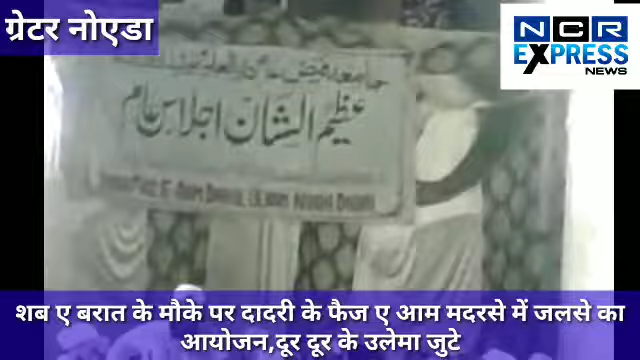 ग्रेटर नोएडा
NCR
EXPRESS
NEWS
عظیم الشان اجلاس عام
शब ए बरात के मौके पर दादरी के फैज ए आम मदरसे में जलसे का
आयोजन,दूर दूर के उलेमा जुटे